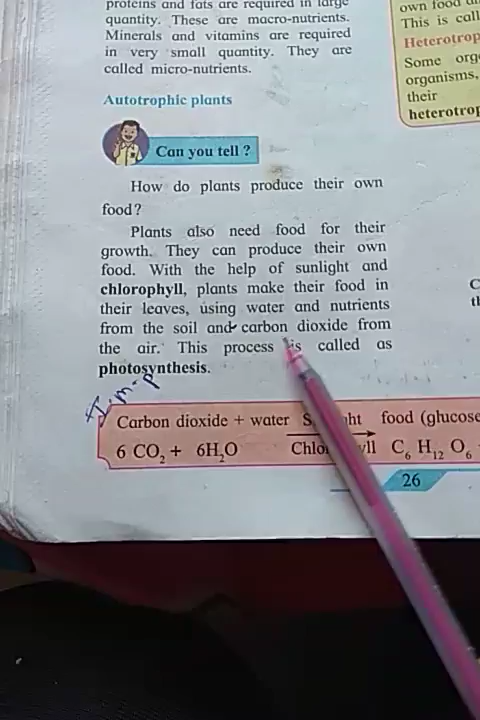 proteins and fats are required in large
quantity. These are macro-nutrients.
Minerals and vitamins are required
in very small quantity. They are
called micro-nutrients.
Autotrophic plants
Can you tell ?
How do plants produce their own
food?
Plants also need food for their
growth. They can produce their own
food. With the help of sunlight and
chlorophyll, plants make their food in
their leaves, using water and nutrients
from the soil and carbon dioxide from
the air. This process is called as
photosynthesis.
I.m.p
Carbon dioxide + water food (glucose
6 CO₂ + 6H₂O C₆ H₁₂ O₆
26
own food
This is
Some
organisms,
their